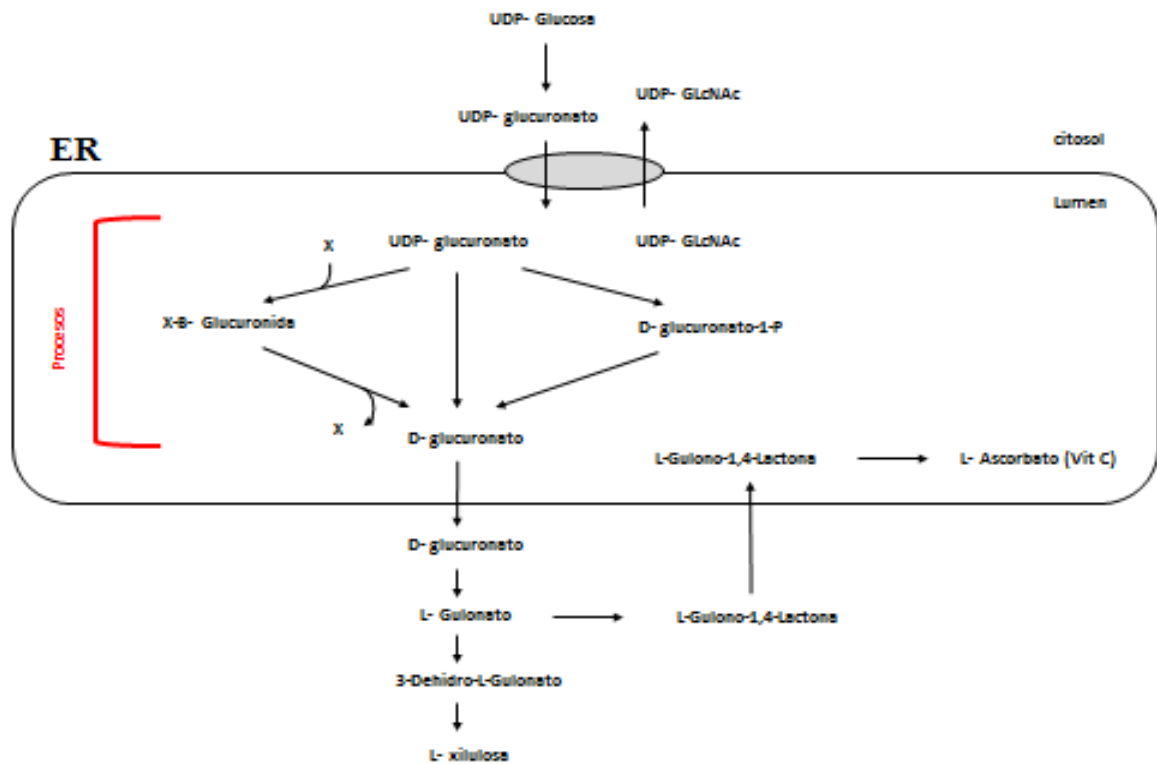 UDP- Glucosa
UDP- GLcNAc
UDP- glucuronato
ER
citosol
Lumen
UDP- glucuronato
UDP- GLcNAc
X
X-B- Glucuronida
D- glucuronato-1-P
Procesos
X
D- glucuronato
L-Gulono-1,4-Lactona
L- Ascorbato (Vit C)
D- glucuronato
L- Gulonato
L-Gulono-1,4-Lactona
3-Dehidro-L-Gulonato
L- xilulosa